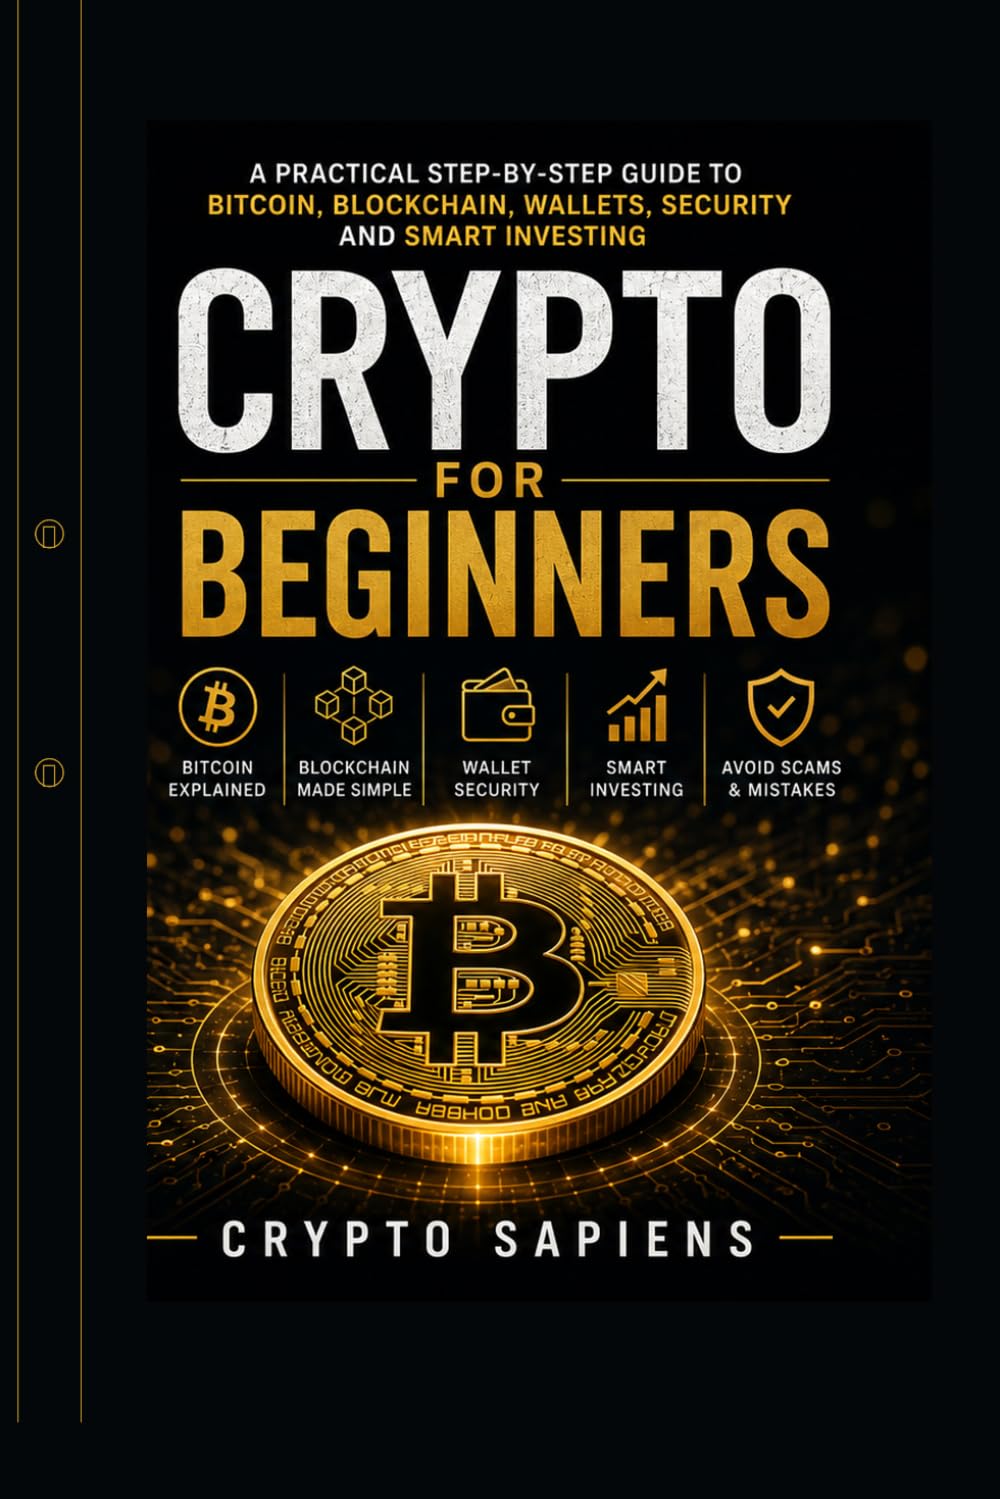 A PRACTICAL STEP-BY-STEP GUIDE TO
BITCOIN, BLOCKCHAIN, WALLETS, SECURITY
AND SMART INVESTING
CRYPTO
FOR
BEGINNERS
BITCOIN
EXPLAINED
BLOCKCHAIN
MADE SIMPLE
WALLET
SECURITY
SMART
INVESTING
AVOID SCAMS
& MISTAKES
CRYPTO SAPIENS